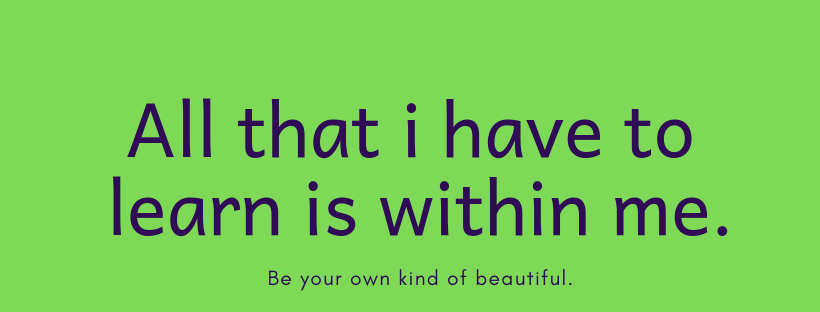 All that i have to
learn is within me.
Be your own kind of beautiful.